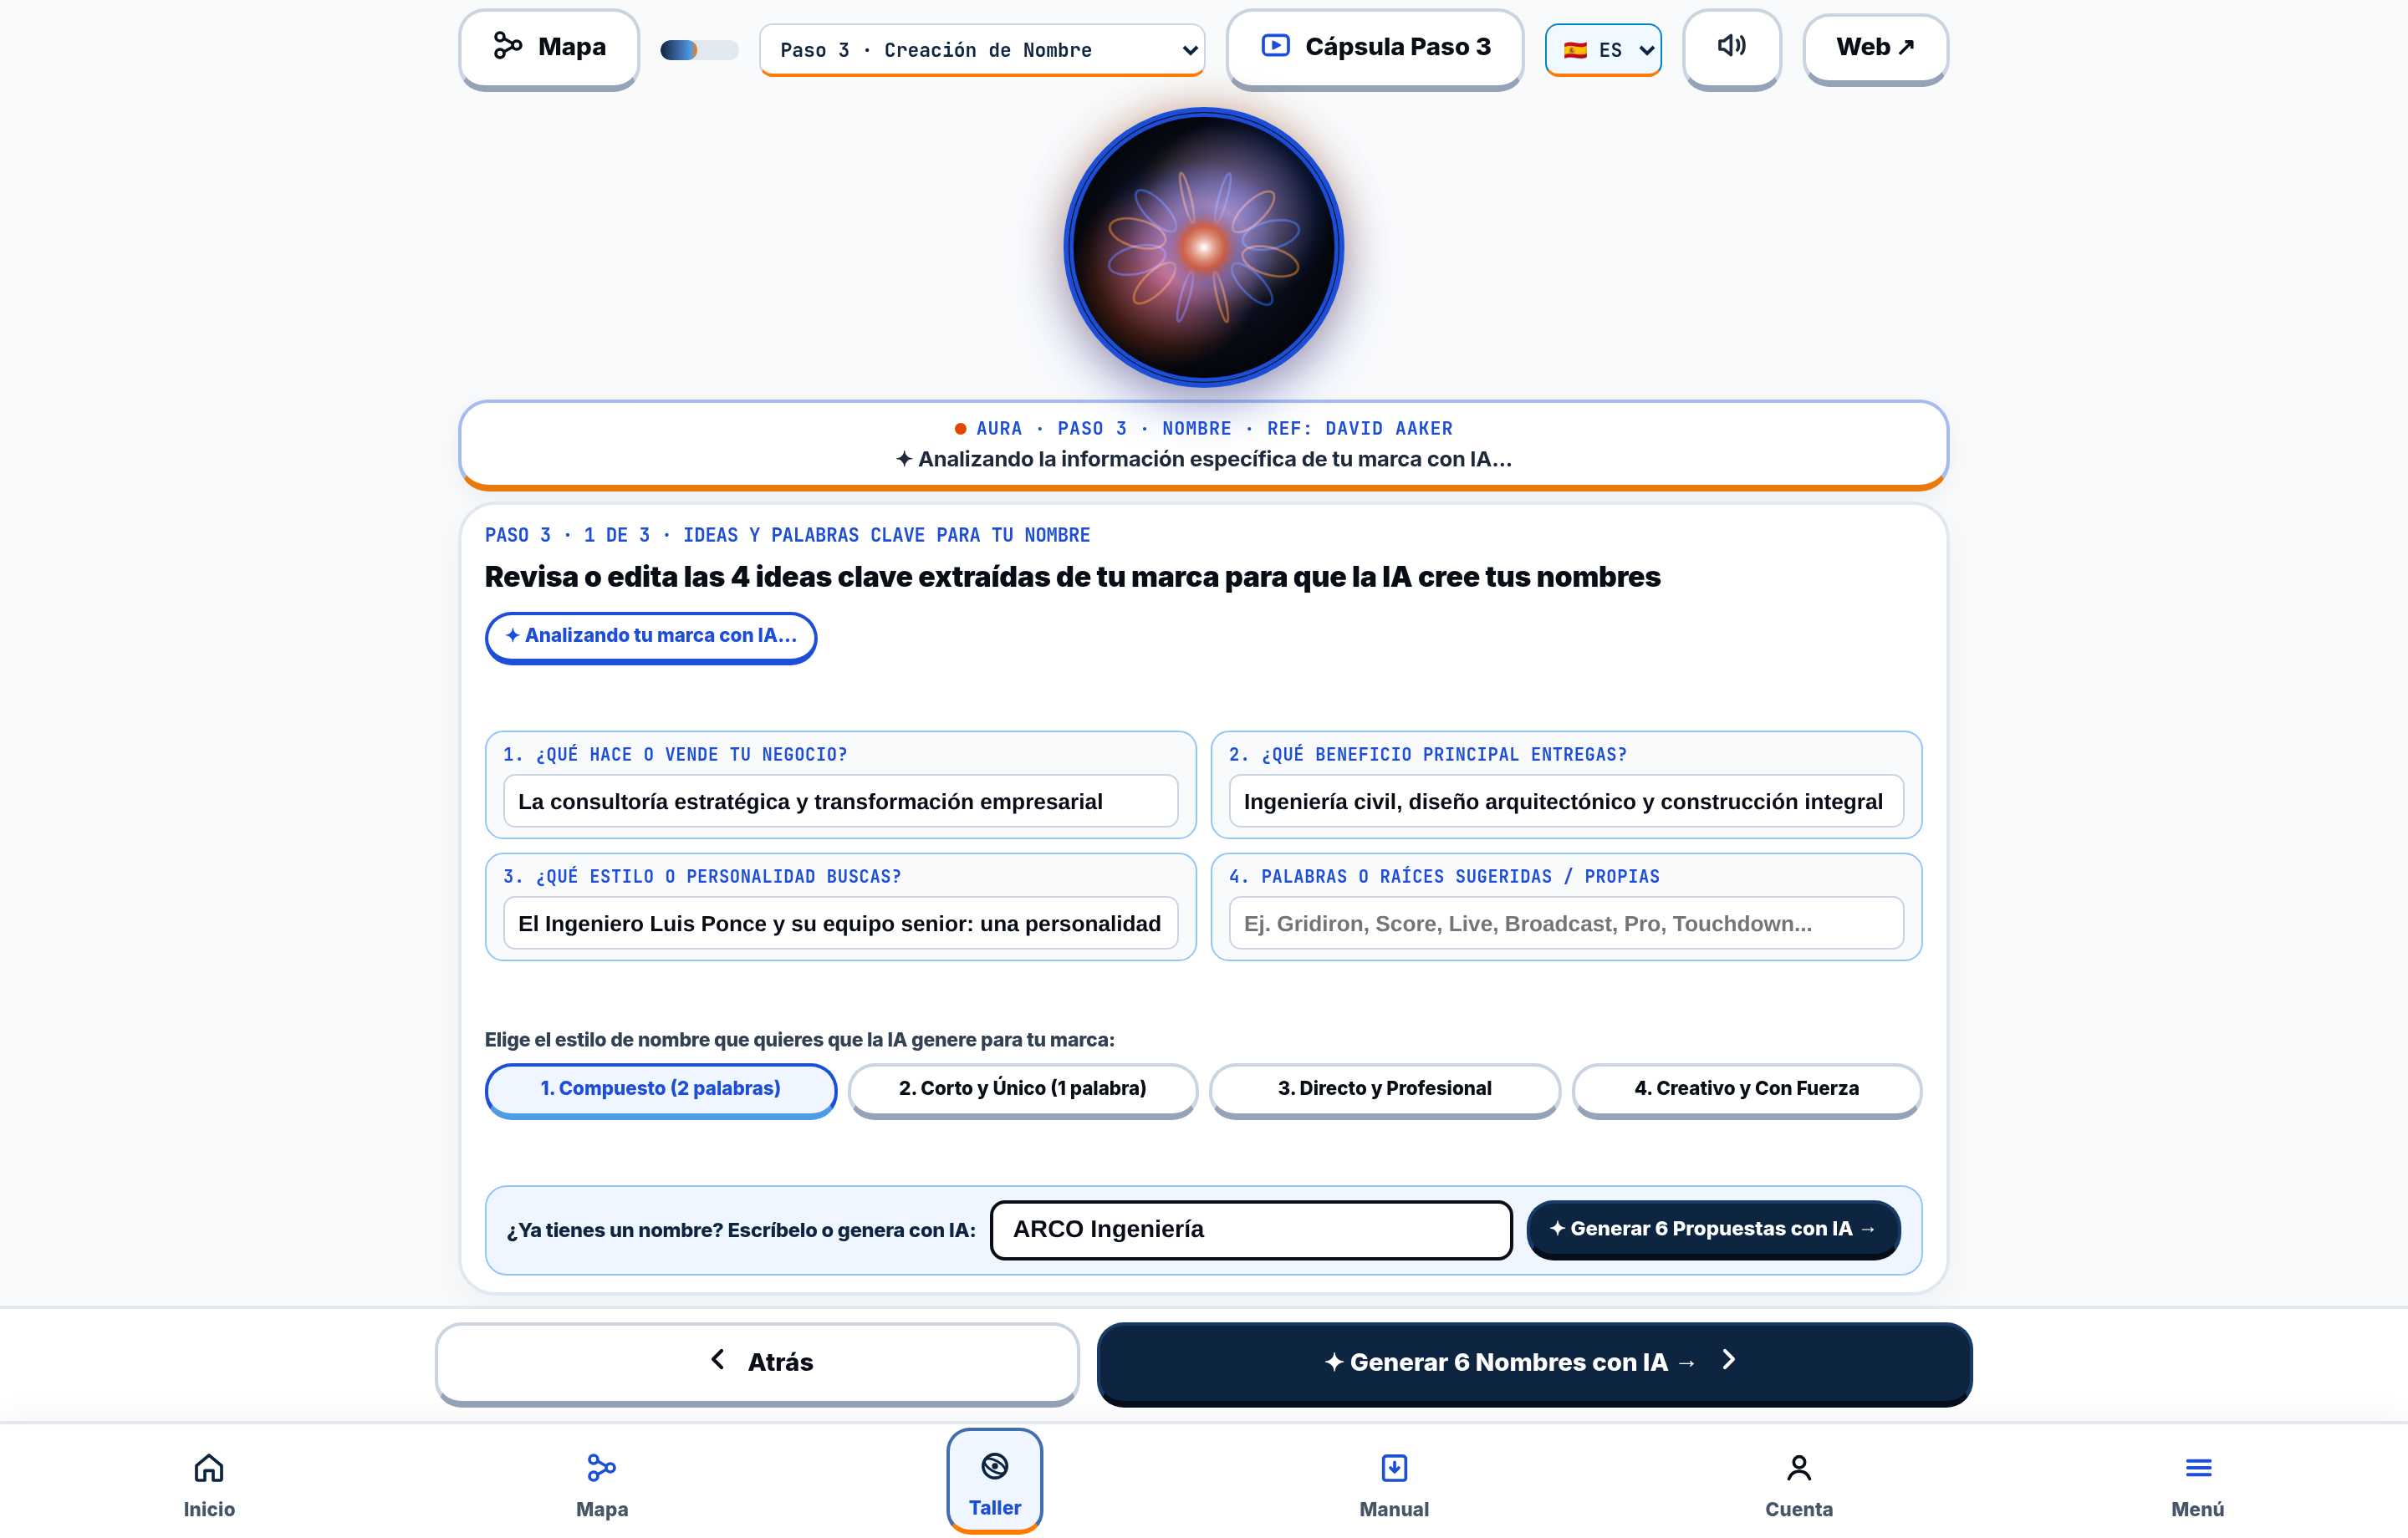 Mapa
Paso 3 · Creación de Nombre
Cápsula Paso 3
🇪🇸 ES
Web ↗
AURA · PASO 3 · NOMBRE · REF: DAVID AAKER
✦ Analizando la información específica de tu marca con IA...
PASO 3 · 1 DE 3 · IDEAS Y PALABRAS CLAVE PARA TU NOMBRE
Revisa o edita las 4 ideas clave extraídas de tu marca para que la IA cree tus nombres
✦ Analizando tu marca con IA...
1. ¿QUÉ HACE O VENDE TU NEGOCIO?
La consultoría estratégica y transformación empresarial
2. ¿QUÉ BENEFICIO PRINCIPAL ENTREGAS?
Ingeniería civil, diseño arquitectónico y construcción integral
3. ¿QUÉ ESTILO O PERSONALIDAD BUSCAS?
El Ingeniero Luis Ponce y su equipo senior: una personalidad
4. PALABRAS O RAÍCES SUGERIDAS / PROPIAS
Ej. Gridiron, Score, Live, Broadcast, Pro, Touchdown...
Elige el estilo de nombre que quieres que la IA genere para tu marca:
1. Compuesto (2 palabras)
2. Corto y Único (1 palabra)
3. Directo y Profesional
4. Creativo y Con Fuerza
¿Ya tienes un nombre? Escríbelo o genera con IA:
ARCO Ingeniería
✦ Generar 6 Propuestas con IA →
Atrás
✦ Generar 6 Nombres con IA →
Inicio
Mapa
Taller
Manual
Cuenta
Menú